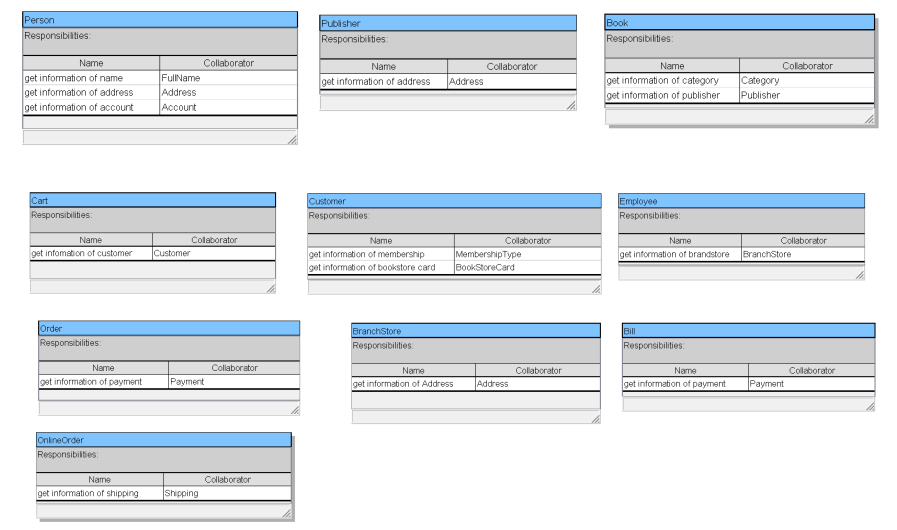 Person
Responsibilities:
Name Collaborator
get information of name FullName
get information of address Address
get information of account Account
Publisher
Responsibilities:
Name Collaborator
get information of address Address
Book
Responsibilities:
Name Collaborator
get information of category Category
get information of publisher Publisher
Cart
Responsibilities:
Name Collaborator
get infomation of customer Customer
Customer
Responsibilities:
Name Collaborator
get information of membership MembershipType
get information of bookstore card BookStoreCard
Employee
Responsibilities:
Name Collaborator
get information of brandstore BranchStore
Order
Responsibilities:
Name Collaborator
get information of payment Payment
BranchStore
Responsibilities:
Name Collaborator
get information of Address Address
Bill
Responsibilities:
Name Collaborator
get information of payment Payment
OnlineOrder
Responsibilities:
Name Collaborator
get information of shipping Shipping